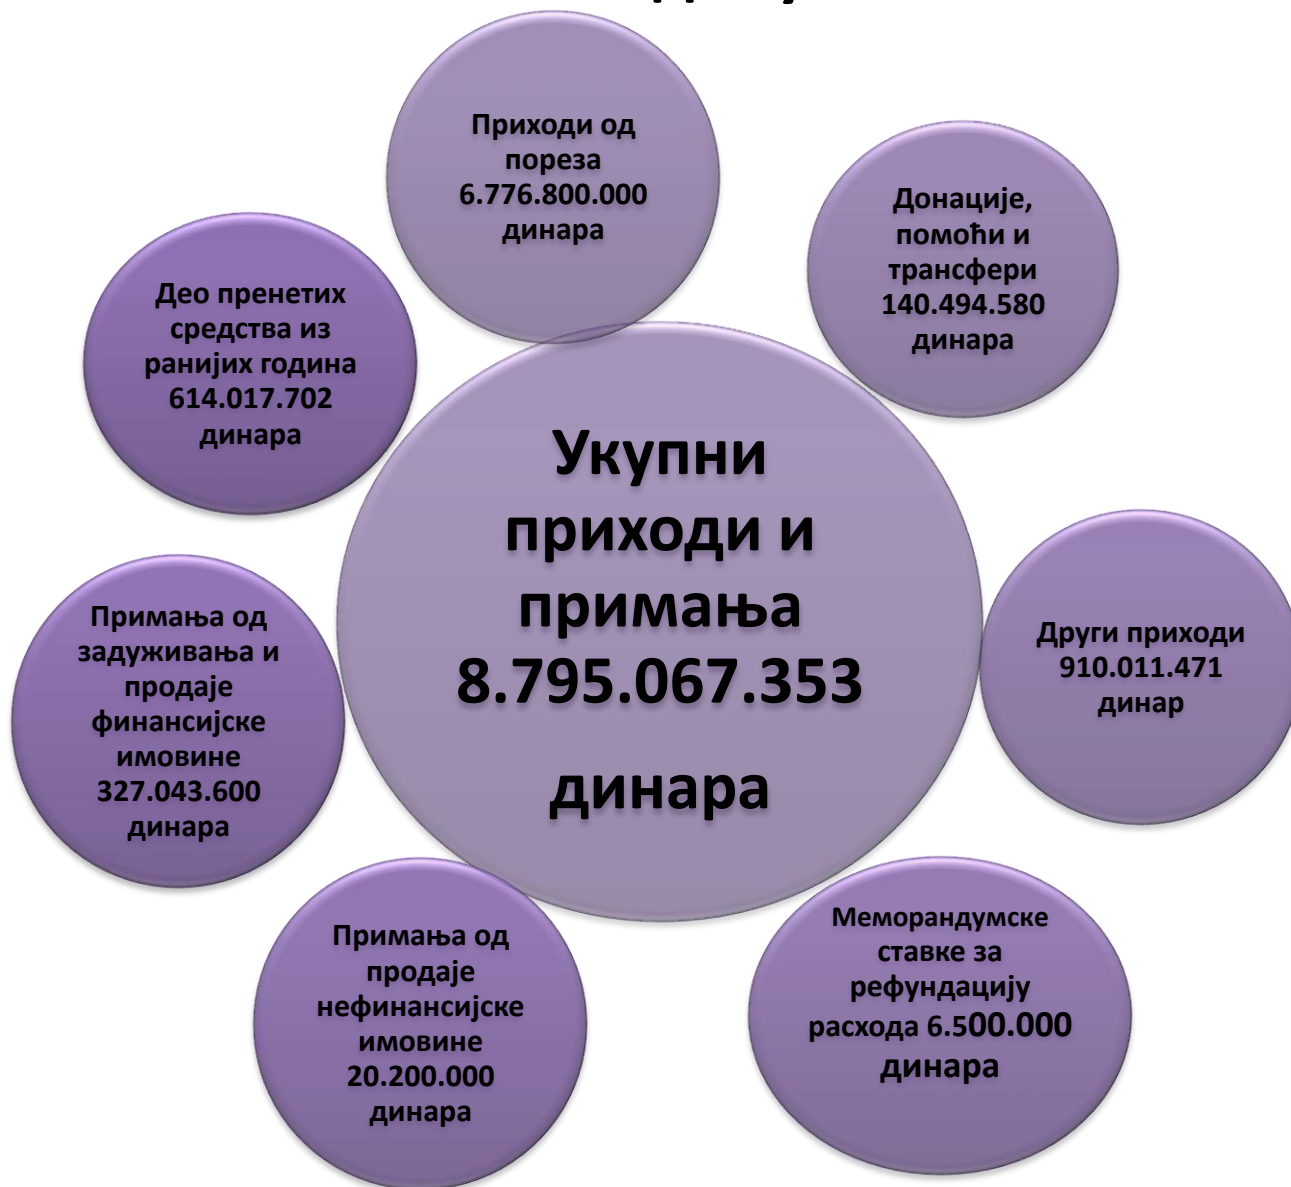 Приходи од
пореза
6.776.800.000
динара
Донације,
помоћи и
трансфери
140.494.580
динара
Део пренетих
средства из
ранијих година
614.017.702
динара
Укупни
приходи и
примања
8.795.067.353
динара
Други приходи
910.011.471
динар
Примања од
задуживања и
продаје
финансијске
имовине
327.043.600
динара
Меморандумске
ставке за
рефундацију
расхода 6.500.000
динара
Примања од
продаје
нефинансијске
имовине
20.200.000
динара